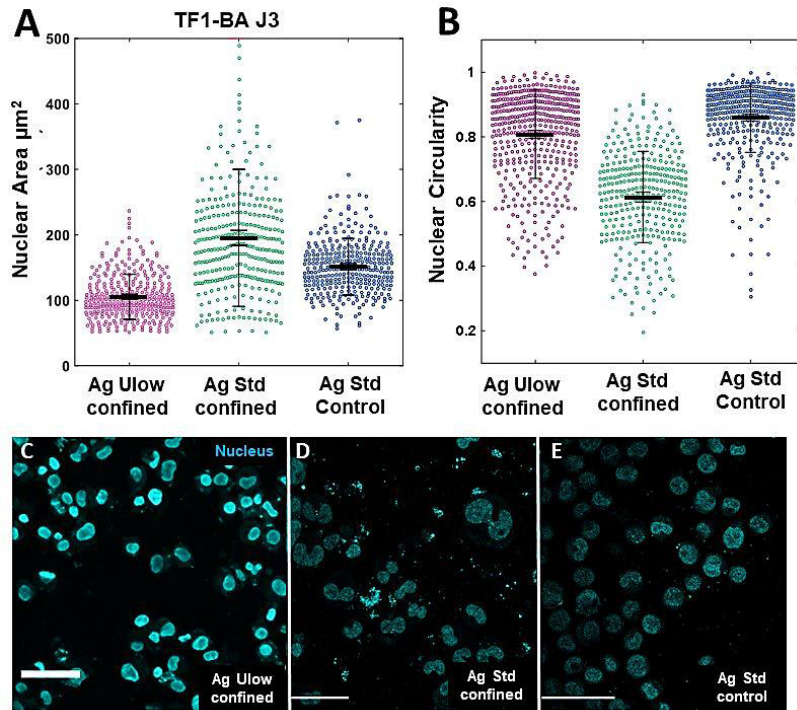 A
TF1-BA J3
B
Nuclear Area µm²
500
400
300
200
100
0
Ag Ulow
confined
Ag Std
confined
Ag Std
Control
Nuclear Circularity
1
0.8
0.6
0.4
0.2
Ag Ulow
confined
Ag Std
confined
Ag Std
Control
C
Nucleus
Ag Ulow
confined
D
Ag Std
confined
E
Ag Std
control